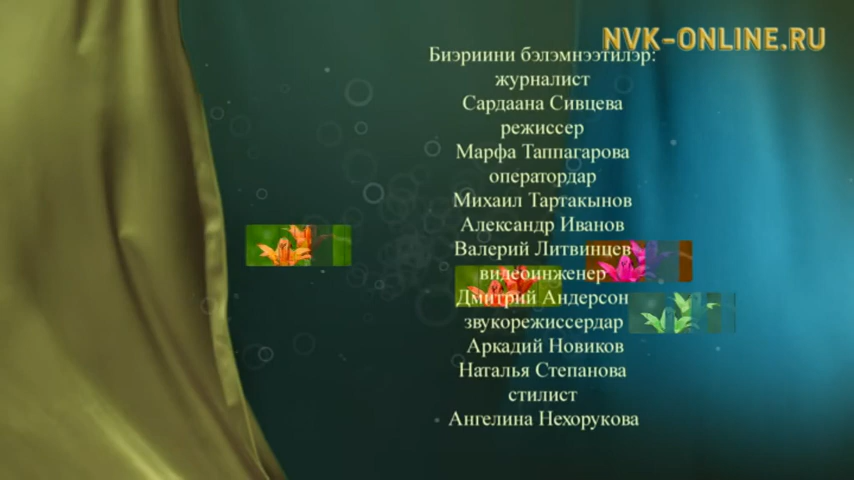 NVK-ONLINE.RU
Биэриини бэлэмнээтилэр:
журналист
Сардаана Сивцева
режиссер
Марфа Таппагарова
оператордар
Михаил Тартакынов
Александр Иванов
Валерий Литвинцев
видеоинженер
Дмитрий Андерсон
звукорежиссердар
Аркадий Новиков
Наталья Степанова
стилист
Ангелина Нехорукова